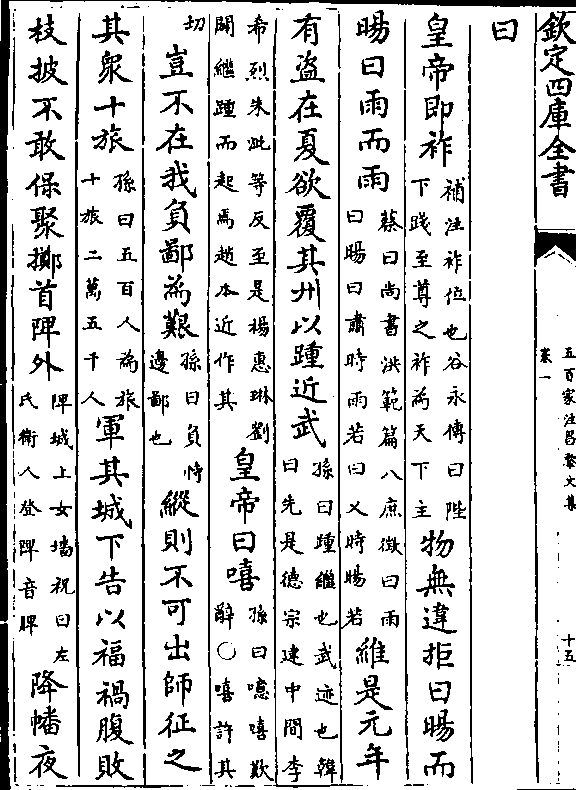 欽定四庫全書
五百家注昌黎文集
卷一
十五
曰
皇帝即祚補注祚位也谷永傳曰陛下踐至尊之祚為天下主物無違拒曰暘而
暘曰雨而雨蔡曰尚書洪範篇八庶徴曰雨曰暘曰肅時雨若曰乂時暘若維是元年
有盜在夏欲覆其州以踵近武孫曰踵繼也武迹也韓曰先是徳宗建中間李
希烈朱泚等反至是楊惠琳劉闢繼踵而起焉趙本近作其皇帝曰嘻孫曰噫嘻歎辭○嘻許其
切豈不在我負鄙為艱孫曰負恃邊鄙也縱則不可出師征之
其衆十旅孫曰五百人為旅十旅二萬五千人軍其城下告以福禍腹敗
枝披不敢保聚擲首陴外陴城上女墻祝曰左氏衛人登陴音脾降幡夜